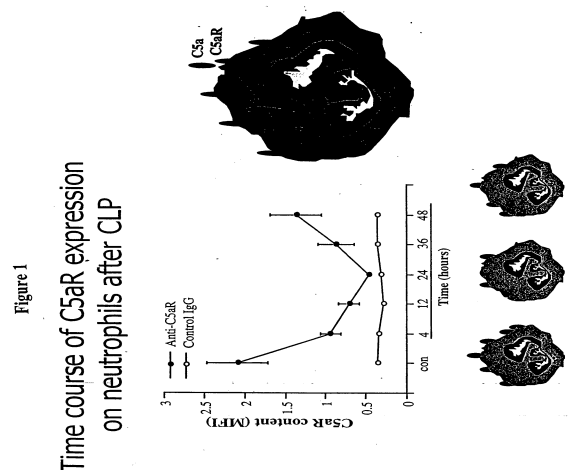 Figure 1
Time course of C5aR expression
on neutrophils after CLP
C5a
C5aR
Anti-C5aR
Control IgG
C5aR content (MFI)
3
2.5
2
1.5
1
0.5
0
con 4 12 24 36 48
Time (hours)